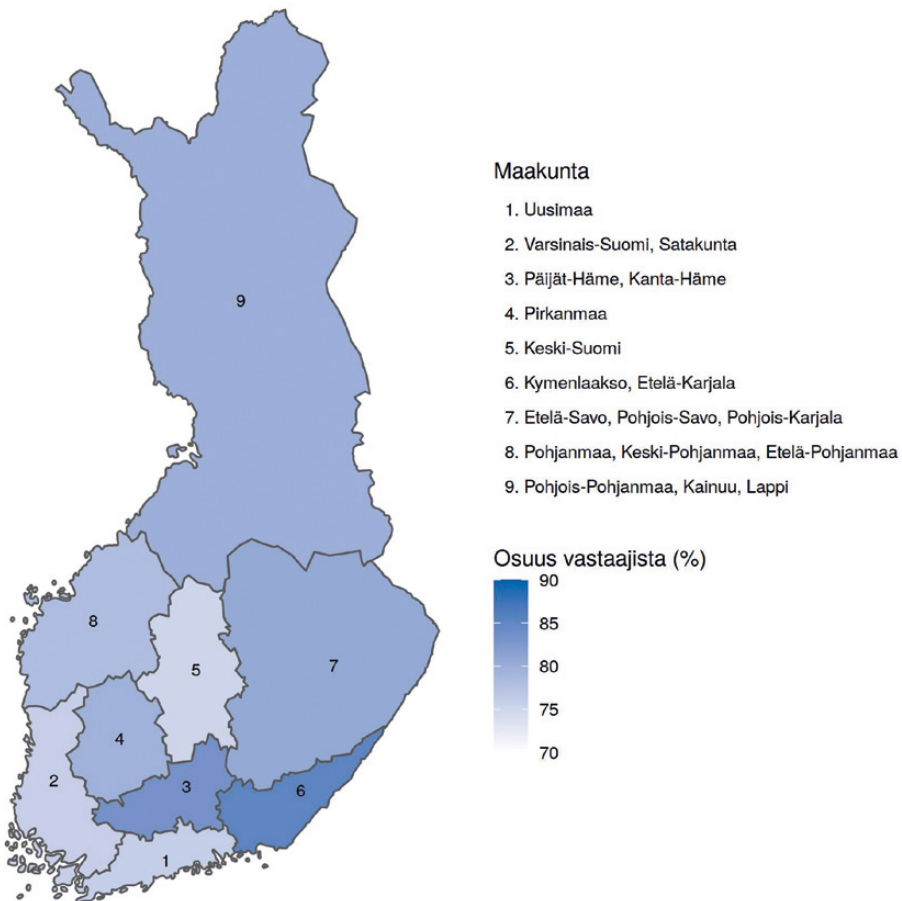 Maakunta
1. Uusimaa
2. Varsinais-Suomi, Satakunta
3. Päijät-Häme, Kanta-Häme
4. Pirkanmaa
5. Keski-Suomi
6. Kymenlaakso, Etelä-Karjala
7. Etelä-Savo, Pohjois-Savo, Pohjois-Karjala
8. Pohjanmaa, Keski-Pohjanmaa, Etelä-Pohjanmaa
9. Pohjois-Pohjanmaa, Kainuu, Lappi
Osuus vastaajista (%)
90
85
80
75
70
9
8
5
7
4
3
6
2
1